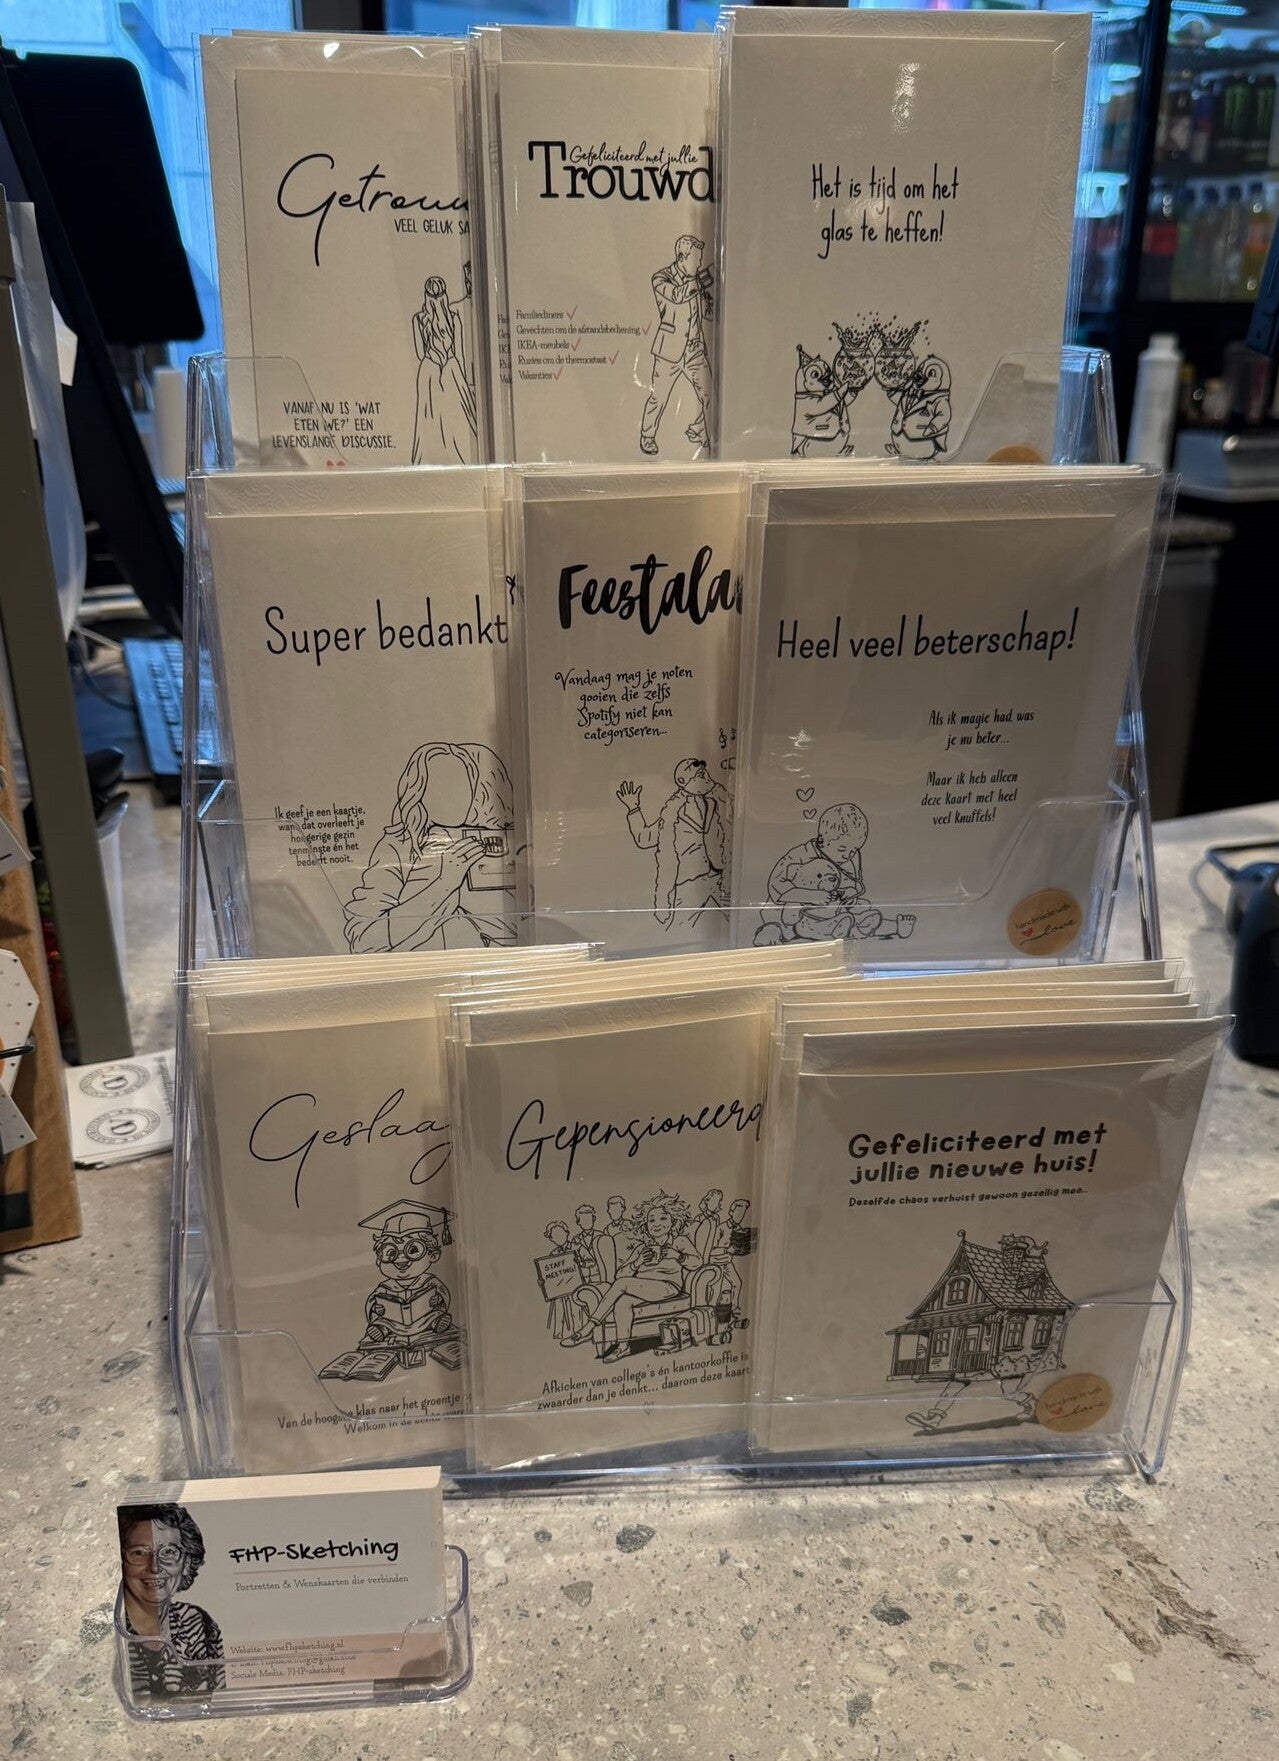 Getrouw
VEEL GELUK SA
VANAF NU IS 'WAT
ETEN WE?' EEN
LEVENSLANGE DISCUSSIE.
Gefeliciteerd met jullie
Trouwd
Familiediners ✓
Gevechten om de afstandsbediening ✓
IKEA-meubels ✓
Ruzies om de thermostaat ✓
Vakanties ✓
Het is tijd om het
glas te heffen!
Super bedankt
Ik geef je een kaartje,
want dat overleeft je
hongerige gezin
tenminste én het
bederft nooit.
Feestala
Vandaag mag je noten
gooien die zelfs
Spotify niet kan
categoriseren...
Heel veel beterschap!
Als ik magie had was
je nu beter...
Maar ik heb alleen
deze kaart met heel
veel knuffels!
handmade with
love
Geslaa
Van de hoogste klas naar het groentje
Welkom in de echte
Gepensioneerd
STAFF
MEETING!
Afkicken van collega's én kantoorkoffie is
zwaarder dan je denkt... daarom deze kaart
Gefeliciteerd met
jullie nieuwe huis!
Dezelfde chaos verhuist gewoon gezellig mee..
handmade with
love
FHP-Sketching
Portretten & Wenskaarten die verbinden
Website: www.fhpsketching.nl
Sociale Media: FHP-sketching